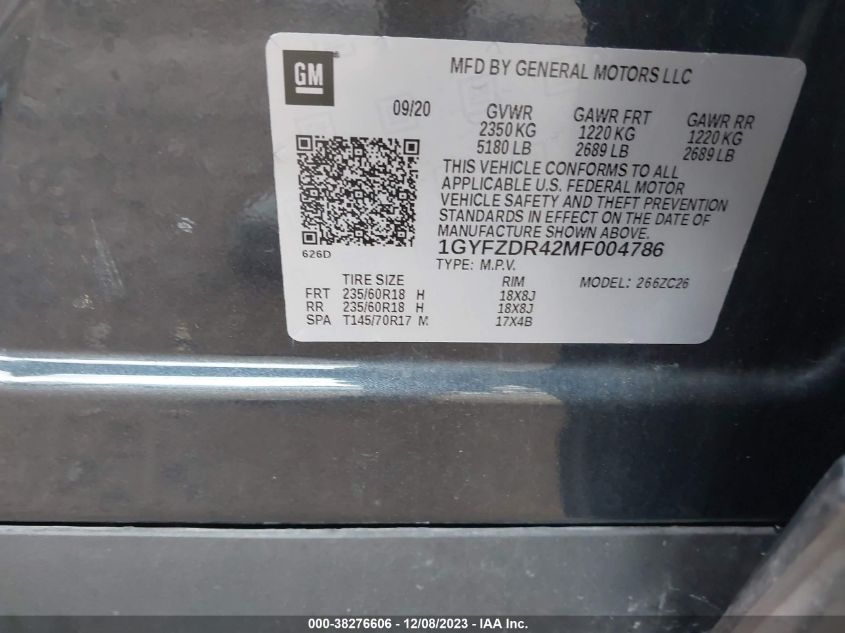 GM
MFD BY GENERAL MOTORS LLC
09/20 GVWR GAWR FRT GAWR RR
2350 KG 1220 KG 1220 KG
5180 LB 2689 LB 2689 LB
THIS VEHICLE CONFORMS TO ALL
APPLICABLE U.S. FEDERAL MOTOR
VEHICLE SAFETY AND THEFT PREVENTION
STANDARDS IN EFFECT ON THE DATE OF
MANUFACTURE SHOWN ABOVE.
626D
1GYFZDR42MF004786
TYPE: M.P.V. MODEL: 266ZC26
TIRE SIZE RIM
FRT 235/60R18 H 18X8J
RR 235/60R18 H 18X8J
SPA T145/70R17 M 17X4B
000-38276606 - 12/08/2023 - IAAI.COM